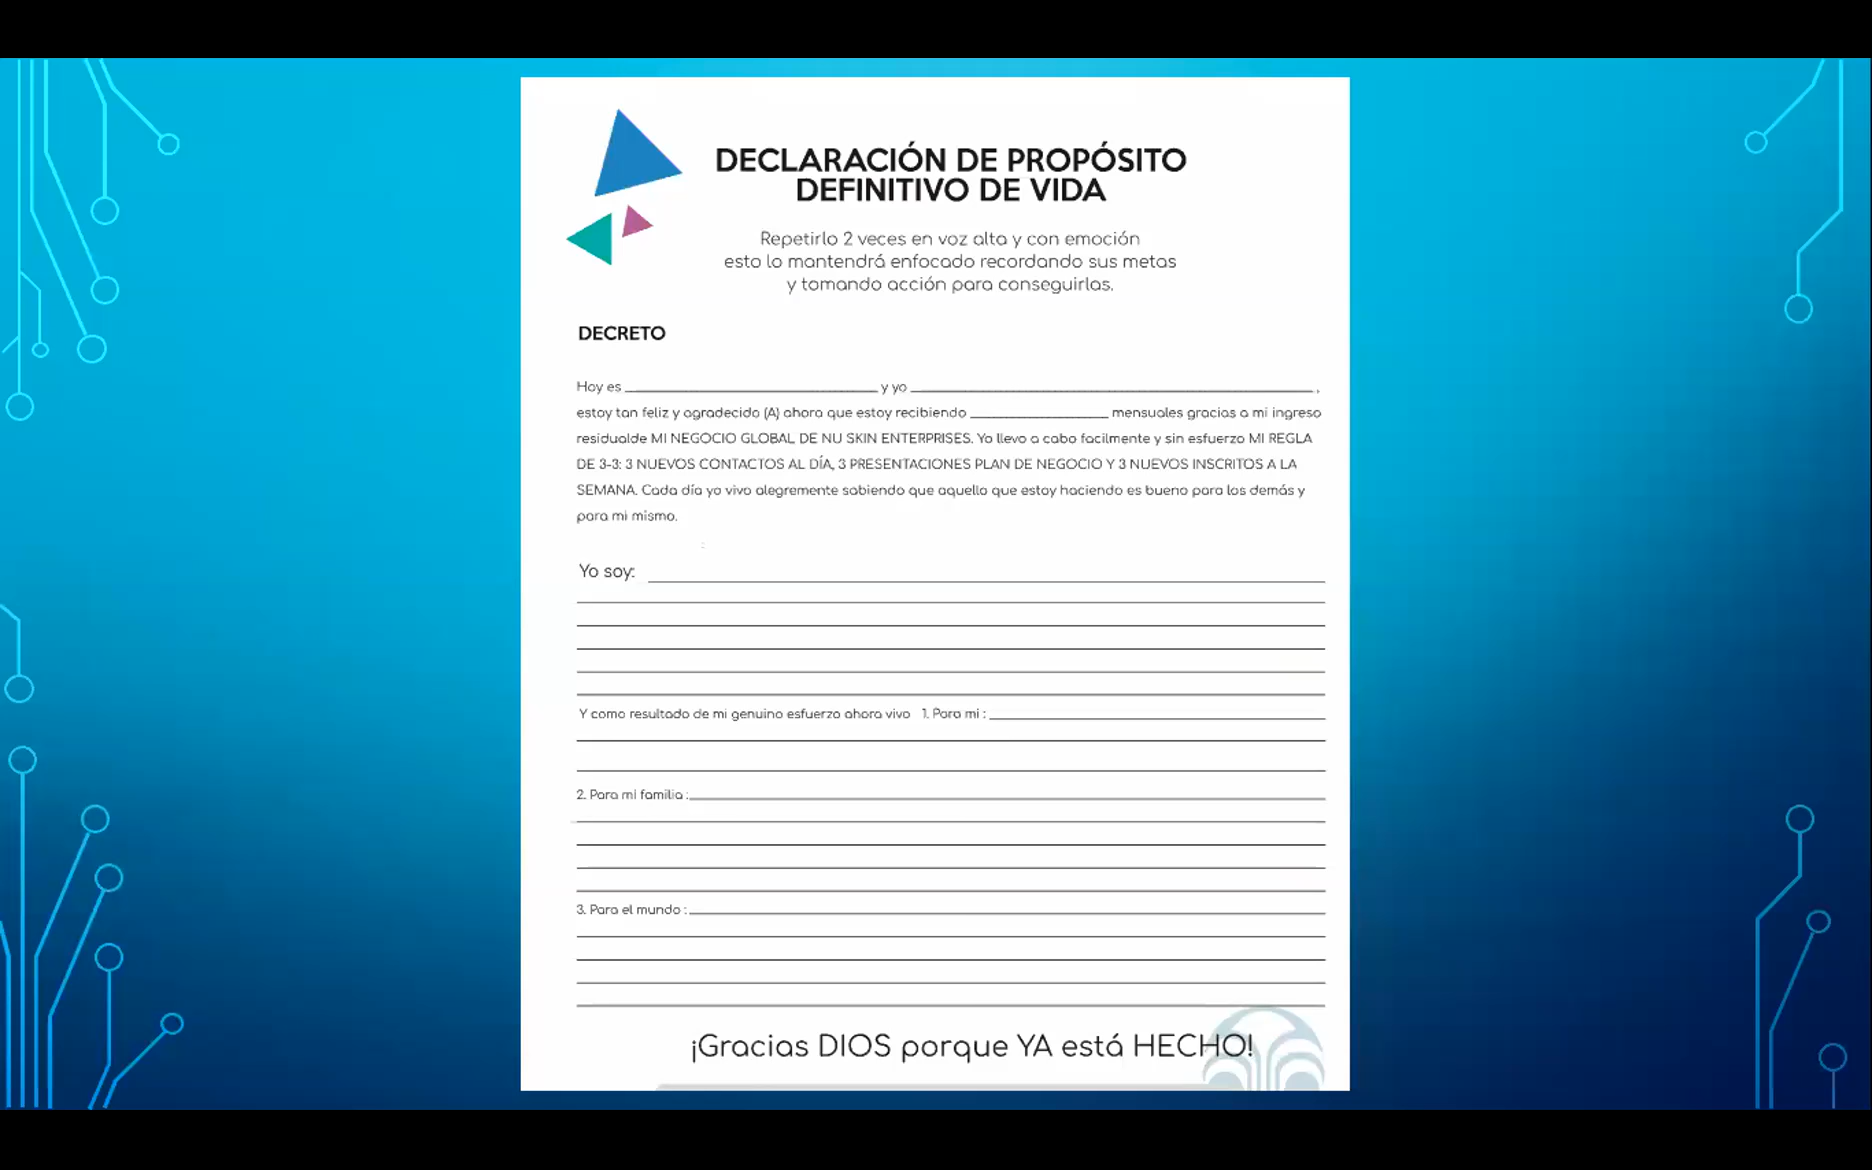 DECLARACIÓN DE PROPÓSITO
DEFINITIVO DE VIDA
Repetirlo 2 veces en voz alta y con emoción
esto lo mantendrá enfocado recordando sus metas
y tomando acción para conseguirlas.
DECRETO
Hoy es ______ y yo ______,
estoy tan feliz y agradecido (A) ahora que estoy recibiendo ______ mensuales gracias a mi ingreso
residualde MI NEGOCIO GLOBAL DE NU SKIN ENTERPRISES. Yo llevo a cabo facilmente y sin esfuerzo MI REGLA
DE 3-3: 3 NUEVOS CONTACTOS AL DÍA, 3 PRESENTACIONES PLAN DE NEGOCIO Y 3 NUEVOS INSCRITOS A LA
SEMANA. Cada día yo vivo alegremente sabiendo que aquello que estoy haciendo es bueno para los demás y
para mi mismo.
Yo soy:
Y como resultado de mi genuino esfuerzo ahora vivo 1. Para mí :
2. Para mí familia :
3. Para el mundo :
¡Gracias DIOS porque YA está HECHO!